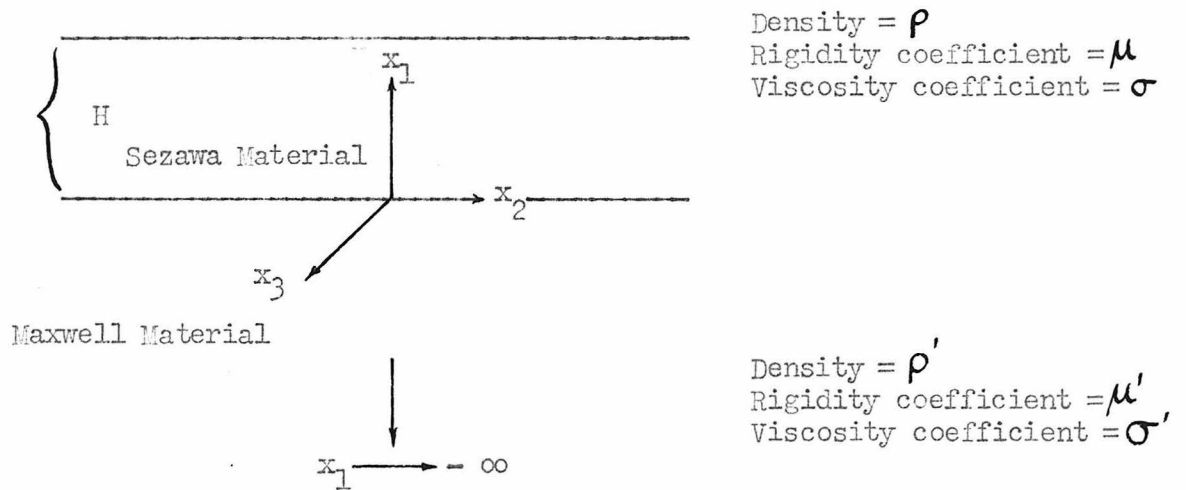 Density = ρ
Rigidity coefficient = μ
Viscosity coefficient = σ
x₁
H
Sezawa Material
x₂
x₃
Maxwell Material
Density = ρ'
Rigidity coefficient = μ'
Viscosity coefficient = σ'
x₁ → - ∞